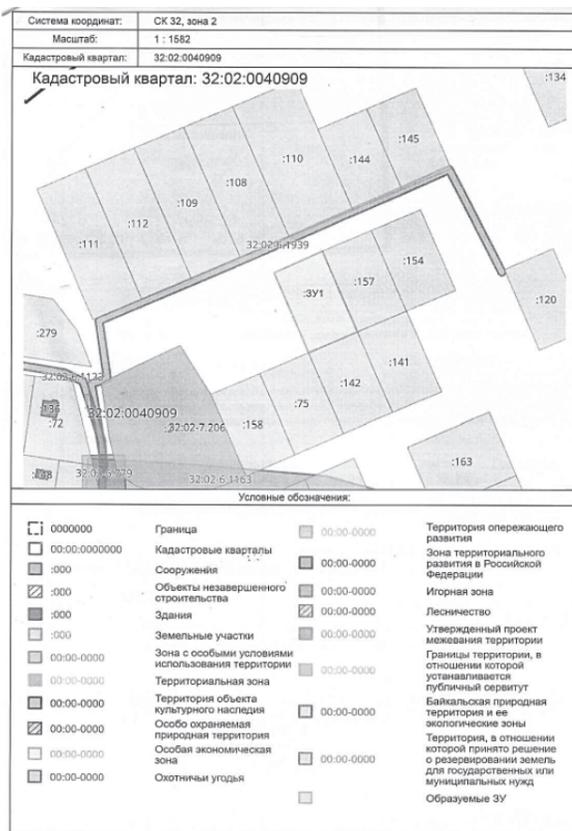 Система координат: СК 32, зона 2
Масштаб: 1 : 1582
Кадастровый квартал: 32:02:0040909
Кадастровый квартал: 32:02:0040909
:134
:145
:144
:110
:108
:109
:112
:111
32:02-6.1939
:154
:157
:ЗУ1
:120
:279
:141
:142
:75
:158
32:02:0040909
:72
32:02-7.206
:163
32:02-6.779
32:02-6.1163
Условные обозначения:
0000000 Граница
00:00:0000000 Кадастровые кварталы
:000 Сооружения
:000 Объекты незавершенного
строительства
:000 Здания
:000 Земельные участки
00:00-0000 Зона с особыми условиями
использования территории
00:00-0000 Территориальная зона
00:00-0000 Территория объекта
культурного наследия
00:00-0000 Особо охраняемая
природная территория
00:00-0000 Особая экономическая
зона
00:00-0000 Охотничьи угодья
00:00-0000 Территория опережающего
развития
00:00-0000 Зона территориального
развития в Российской
Федерации
00:00-0000 Игорная зона
00:00-0000 Лесничество
00:00-0000 Утвержденный проект
межевания территории
00:00-0000 Границы территории, в
отношении которой
устанавливается
публичный сервитут
00:00-0000 Байкальская природная
территория и ее
экологические зоны
00:00-0000 Территория, в отношении
которой принято решение
о резервировании земель
для государственных или
муниципальных нужд
Образуемые ЗУ